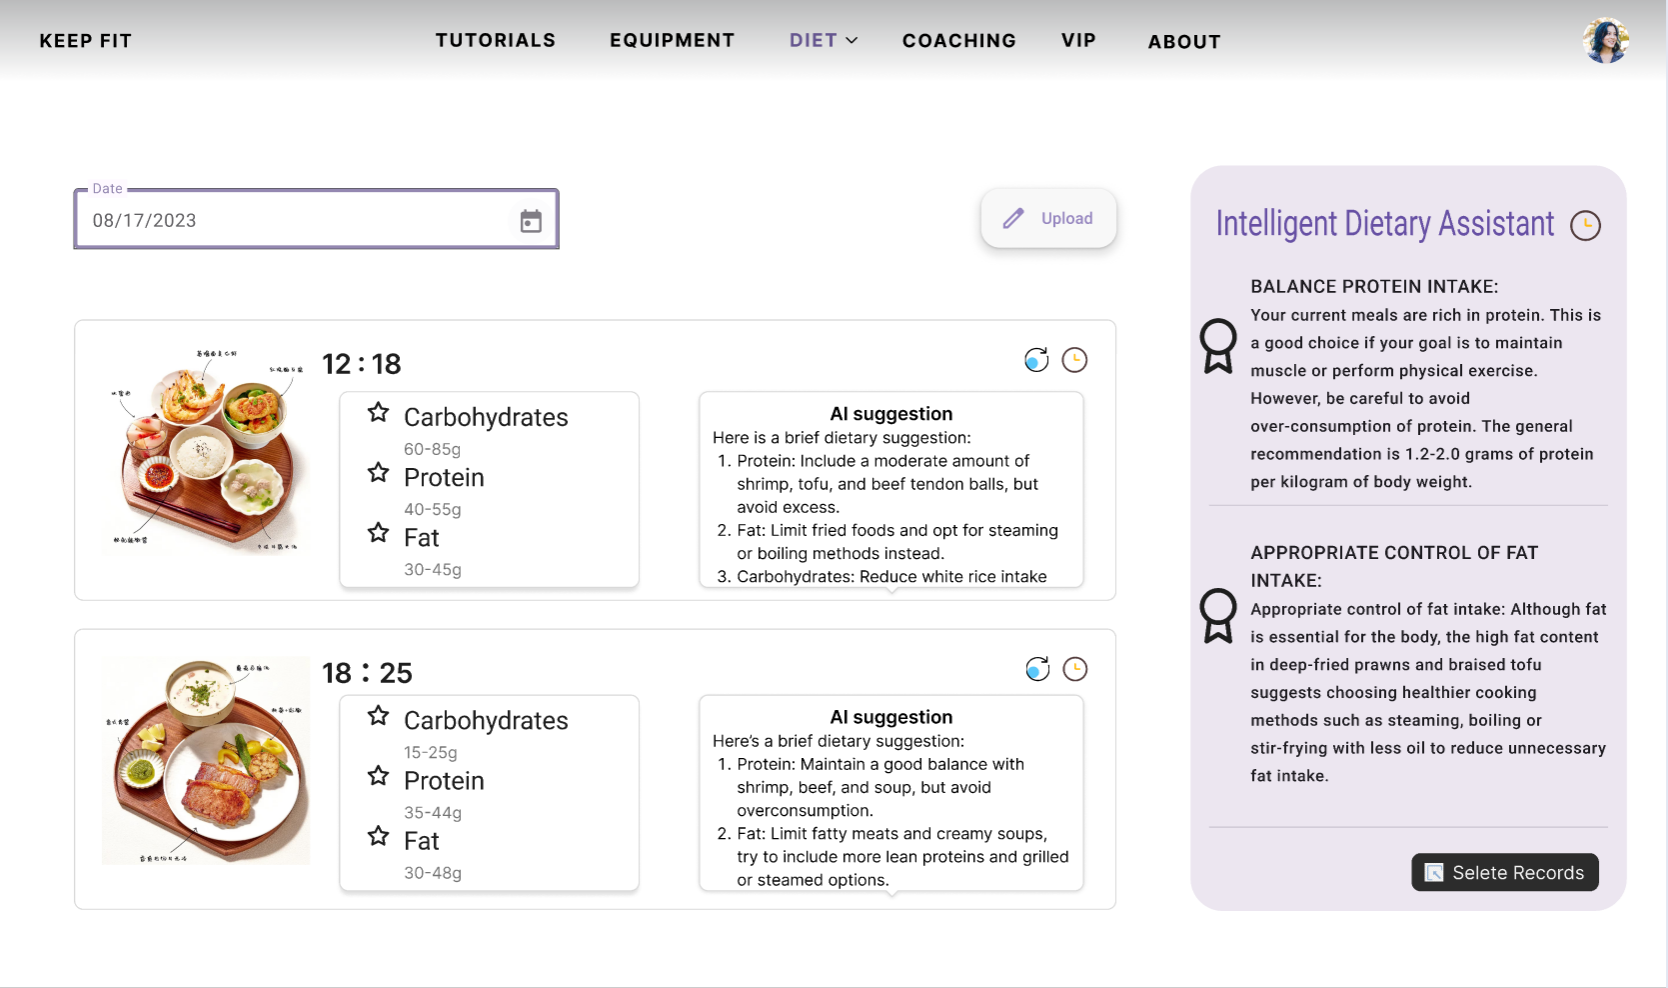 KEEP FIT
TUTORIALS
EQUIPMENT
DIET
COACHING
VIP
ABOUT
Date
08/17/2023
Upload
12 : 18
Carbohydrates
60-85g
Protein
40-55g
Fat
30-45g
AI suggestion
Here is a brief dietary suggestion:
1. Protein: Include a moderate amount of
shrimp, tofu, and beef tendon balls, but
avoid excess.
2. Fat: Limit fried foods and opt for steaming
or boiling methods instead.
3. Carbohydrates: Reduce white rice intake
18 : 25
Carbohydrates
15-25g
Protein
35-44g
Fat
30-48g
AI suggestion
Here's a brief dietary suggestion:
1. Protein: Maintain a good balance with
shrimp, beef, and soup, but avoid
overconsumption.
2. Fat: Limit fatty meats and creamy soups,
try to include more lean proteins and grilled
or steamed options.
Intelligent Dietary Assistant
BALANCE PROTEIN INTAKE:
Your current meals are rich in protein. This is
a good choice if your goal is to maintain
muscle or perform physical exercise.
However, be careful to avoid
over-consumption of protein. The general
recommendation is 1.2-2.0 grams of protein
per kilogram of body weight.
APPROPRIATE CONTROL OF FAT
INTAKE:
Appropriate control of fat intake: Although fat
is essential for the body, the high fat content
in deep-fried prawns and braised tofu
suggests choosing healthier cooking
methods such as steaming, boiling or
stir-frying with less oil to reduce unnecessary
fat intake.
Selete Records